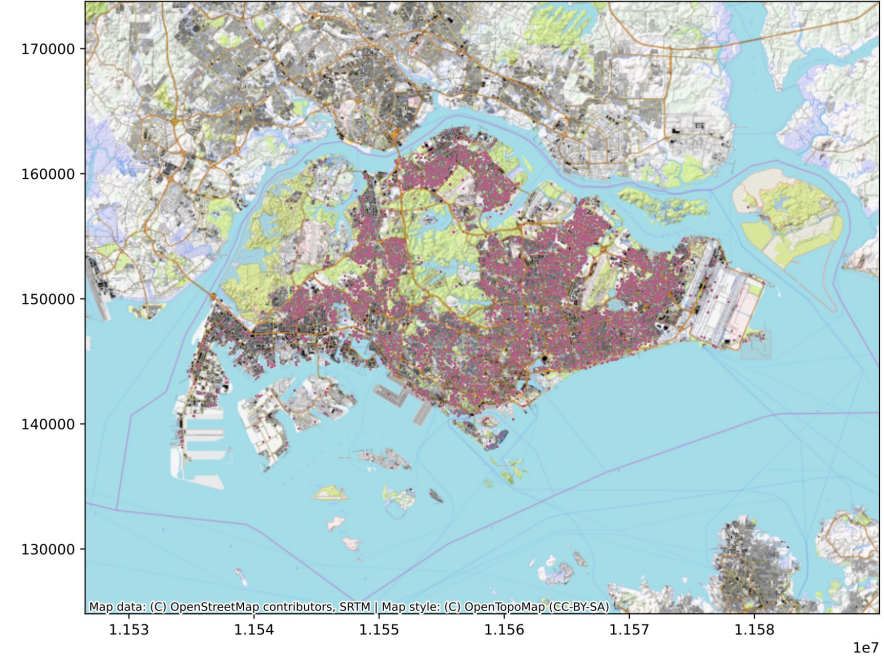 170000
160000
150000
140000
130000
Map data: (C) OpenStreetMap contributors, SRTM | Map style: (C) OpenTopoMap (CC-BY-SA)
1.153 1.154 1.155 1.156 1.157 1.158
1e7